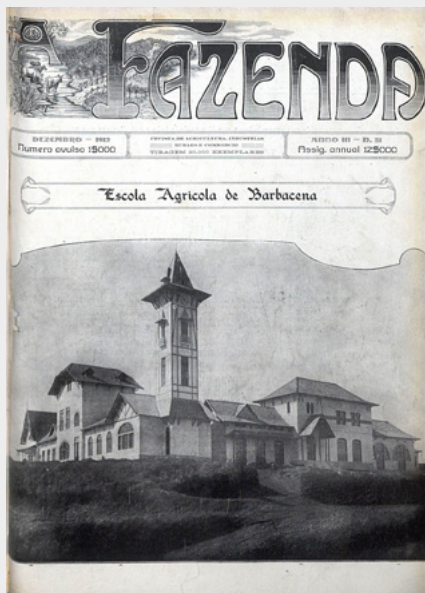 A FAZENDA
DEZEMBRO — 1912
Numero avulso 1$000
REVISTA DE AGRICULTURA, INDUSTRIAS
RURAES E COMMERCIO
TIRAGEM 20.000 EXEMPLARES
ANNO III — N. 31
Assig. annual 12$000
Escola Agricola de Barbacena